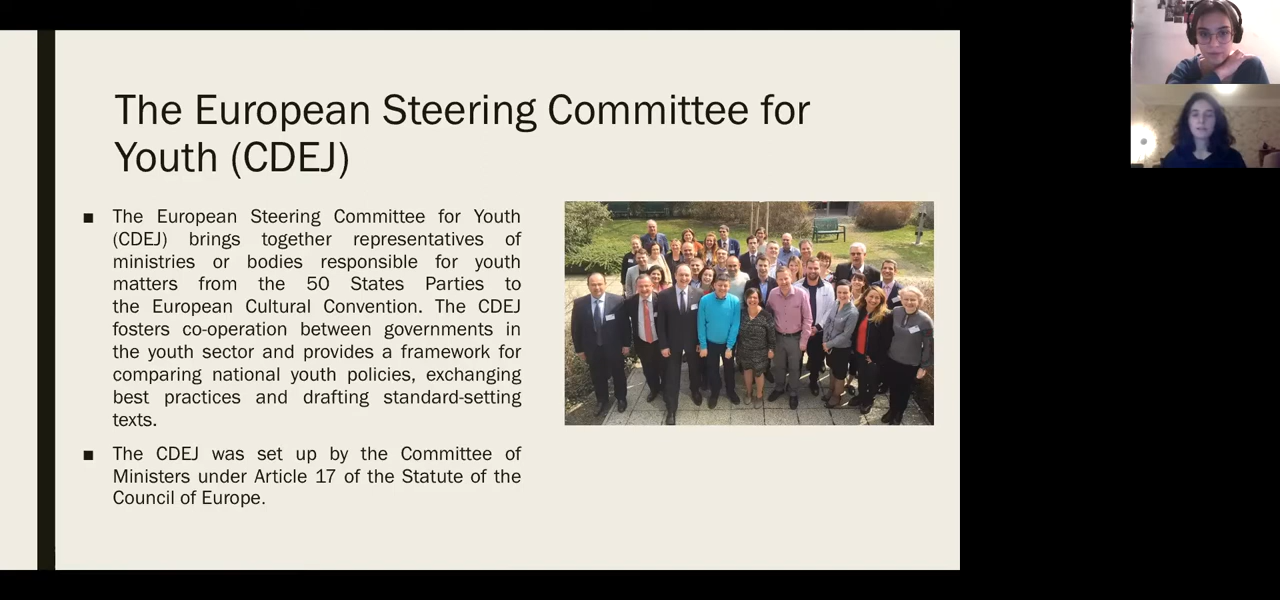 The European Steering Committee for
Youth (CDEJ)
■ The European Steering Committee for Youth
(CDEJ) brings together representatives of
ministries or bodies responsible for youth
matters from the 50 States Parties to
the European Cultural Convention. The CDEJ
fosters co-operation between governments in
the youth sector and provides a framework for
comparing national youth policies, exchanging
best practices and drafting standard-setting
texts.
■ The CDEJ was set up by the Committee of
Ministers under Article 17 of the Statute of the
Council of Europe.